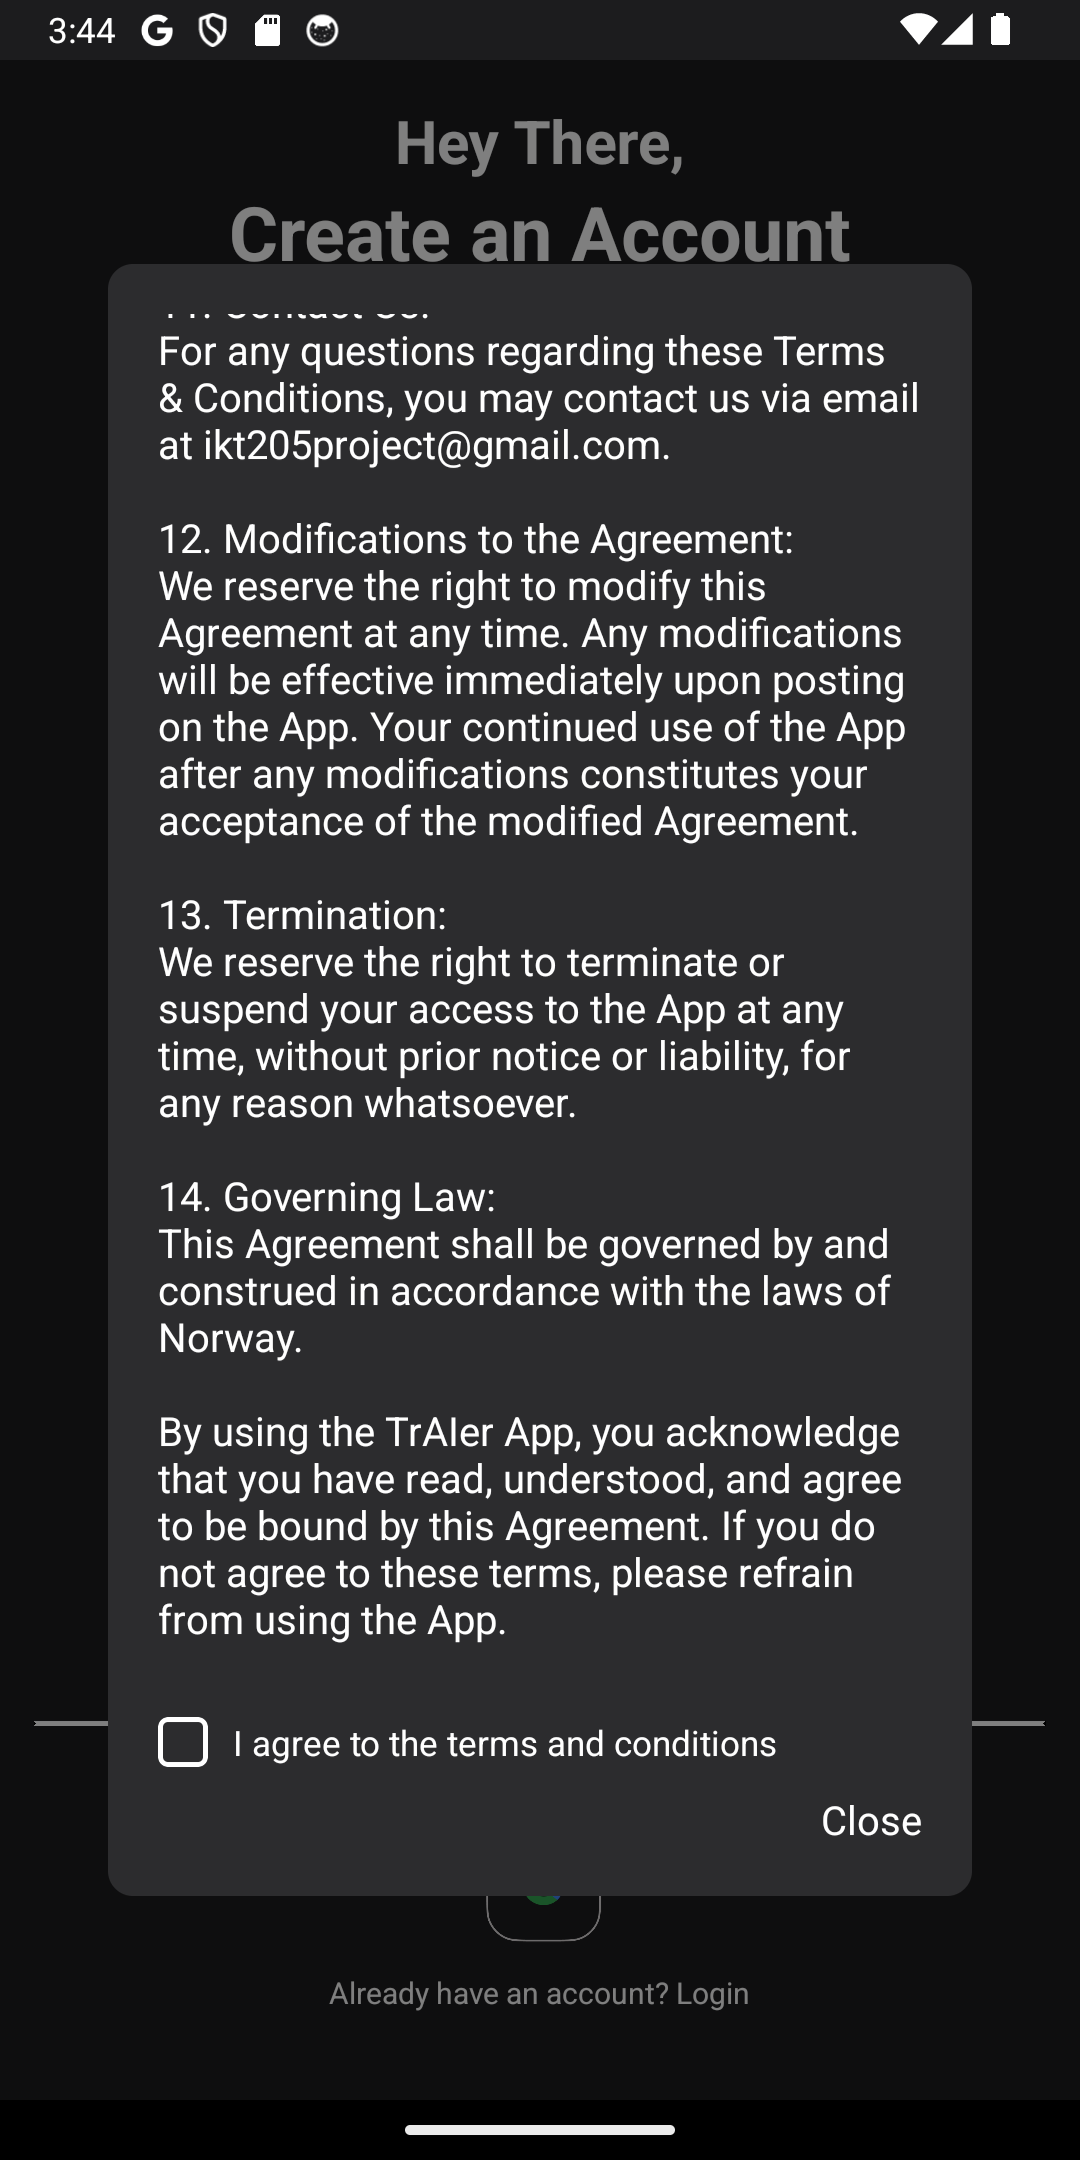 3:44
Hey There,
Create an Account
For any questions regarding these Terms
& Conditions, you may contact us via email
at ikt205project@gmail.com.
12. Modifications to the Agreement:
We reserve the right to modify this
Agreement at any time. Any modifications
will be effective immediately upon posting
on the App. Your continued use of the App
after any modifications constitutes your
acceptance of the modified Agreement.
13. Termination:
We reserve the right to terminate or
suspend your access to the App at any
time, without prior notice or liability, for
any reason whatsoever.
14. Governing Law:
This Agreement shall be governed by and
construed in accordance with the laws of
Norway.
By using the TrAIer App, you acknowledge
that you have read, understood, and agree
to be bound by this Agreement. If you do
not agree to these terms, please refrain
from using the App.
I agree to the terms and conditions
Close
Already have an account? Login